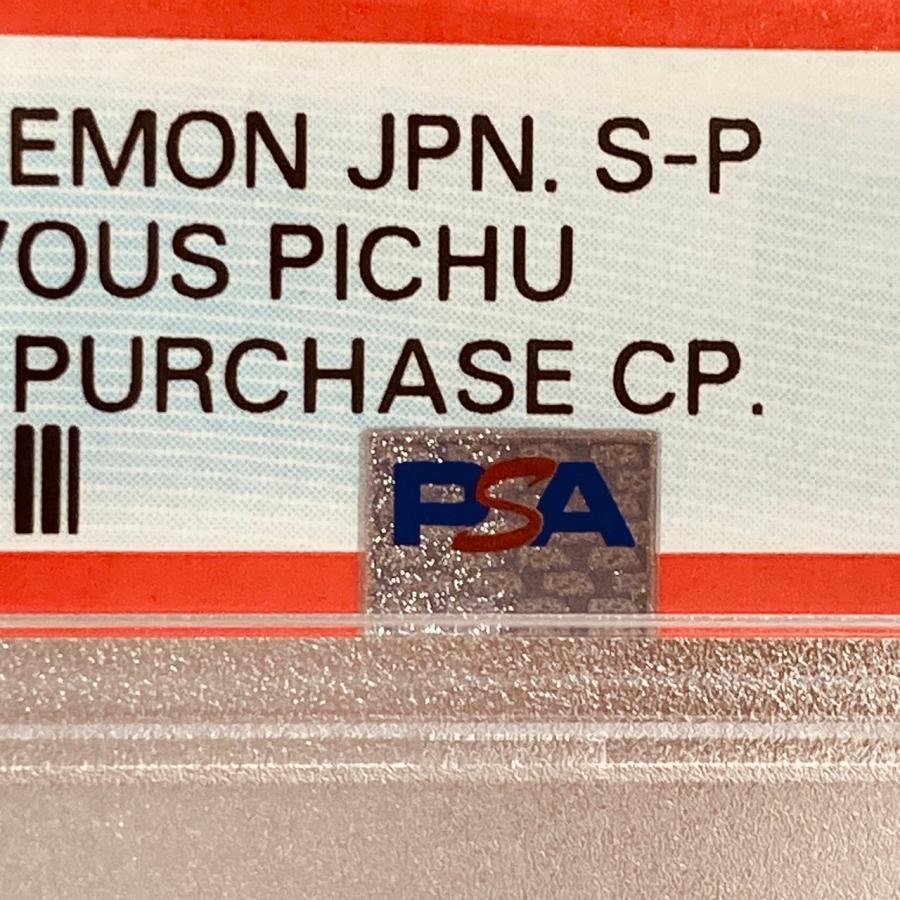 EMON JPN. S-P
VOUS PICHU
PURCHASE CP.
PSA